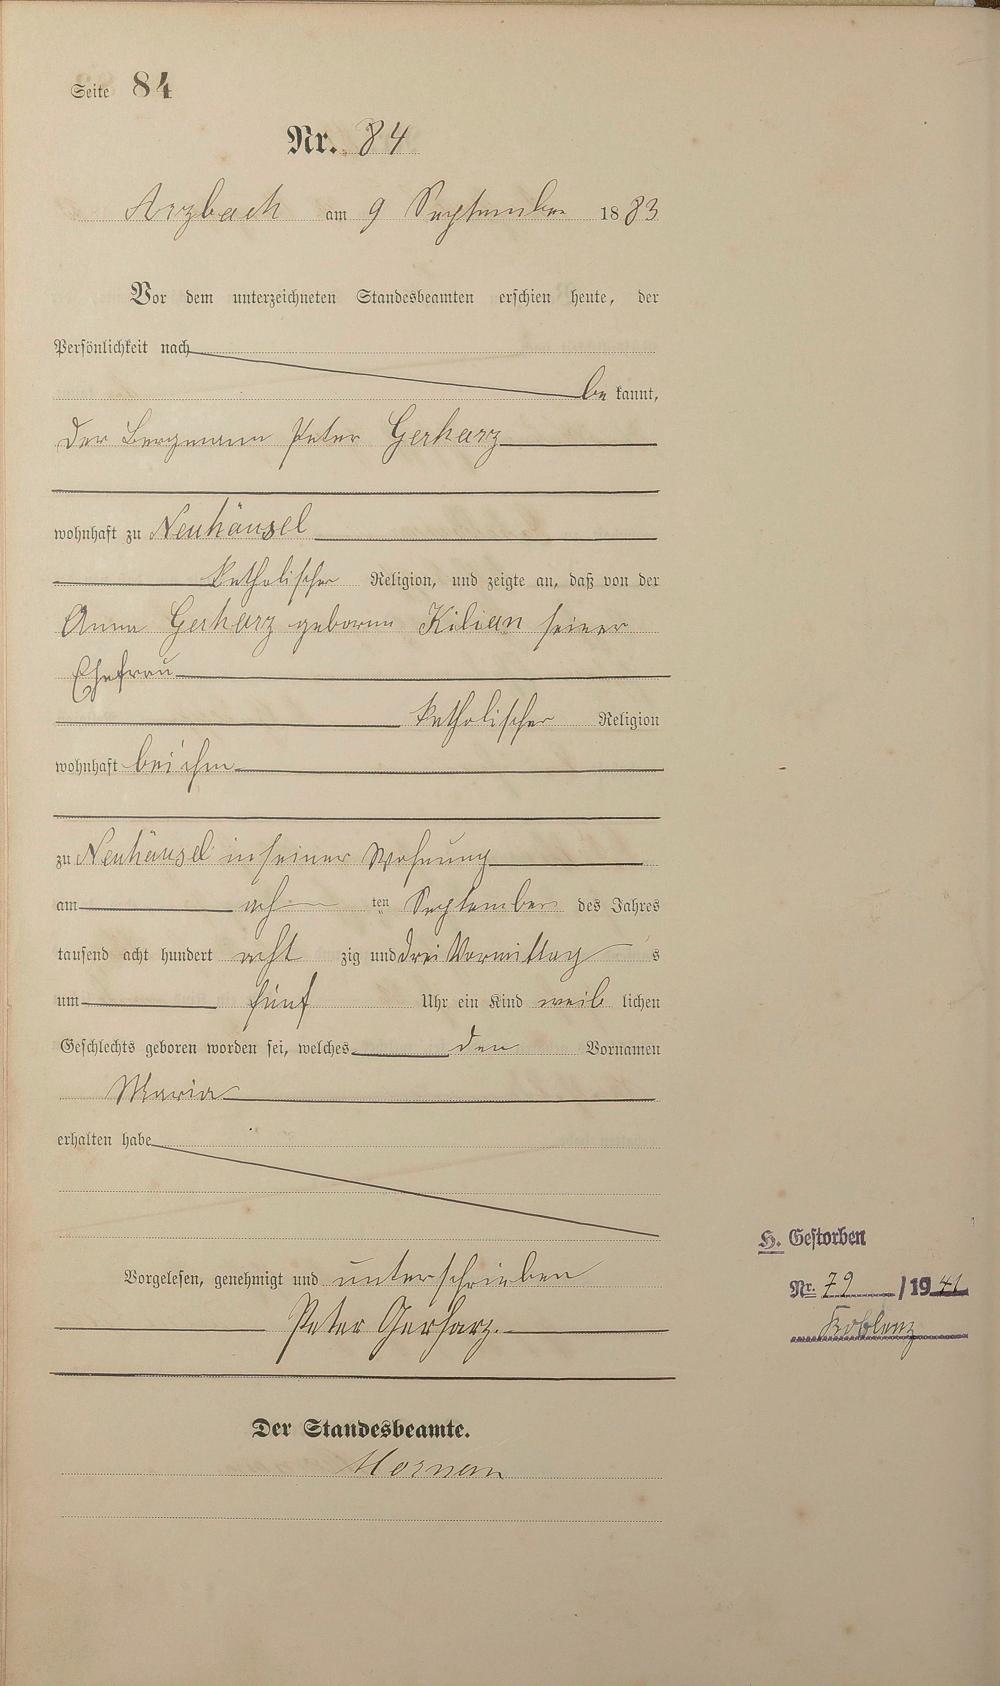 Seite 84
Nr. 84
Arzbach am 9 September 1883
Vor dem unterzeichneten Standesbeamten erschien heute, der
Persönlichkeit nach
be kannt,
der Bergmann Peter Gerharz
wohnhaft zu Neuhäusel
katholischer Religion, und zeigte an, daß von der
Anna Gerharz geborene Kilian seiner
Ehefrau
katholischer Religion
wohnhaft bei ihm
zu Neuhäusel in seiner Wohnung
am ach ten September des Jahres
tausend acht hundert acht zig und drei Vormittag s
um fünf Uhr ein Kind weib lichen
Geschlechts geboren worden sei, welches den Vornamen
Maria
erhalten habe
Vorgelesen, genehmigt und unterschrieben
Peter Gerharz.
Der Standesbeamte.
H. Gestorben
Nr. 79 /1941
Koblenz